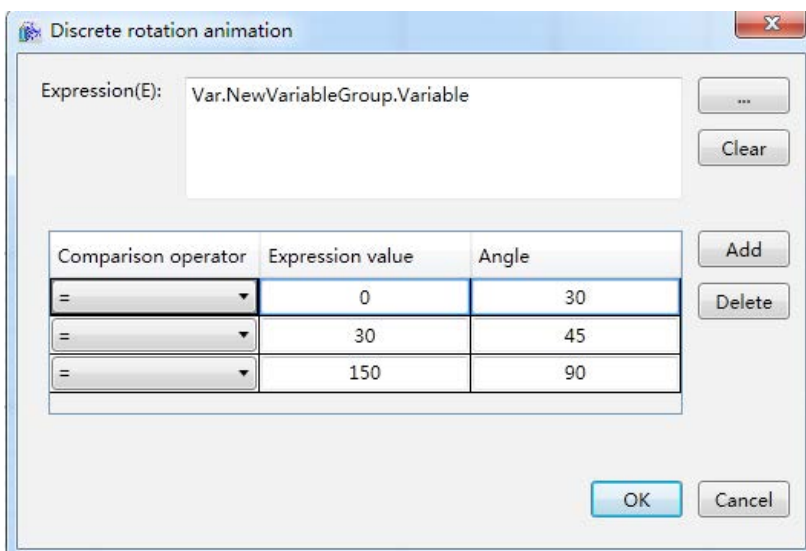 Discrete rotation animation
Expression(E): Var.NewVariableGroup.Variable
...
Clear
Comparison operator Expression value Angle Add
= 0 30 Delete
= 30 45
= 150 90
OK Cancel